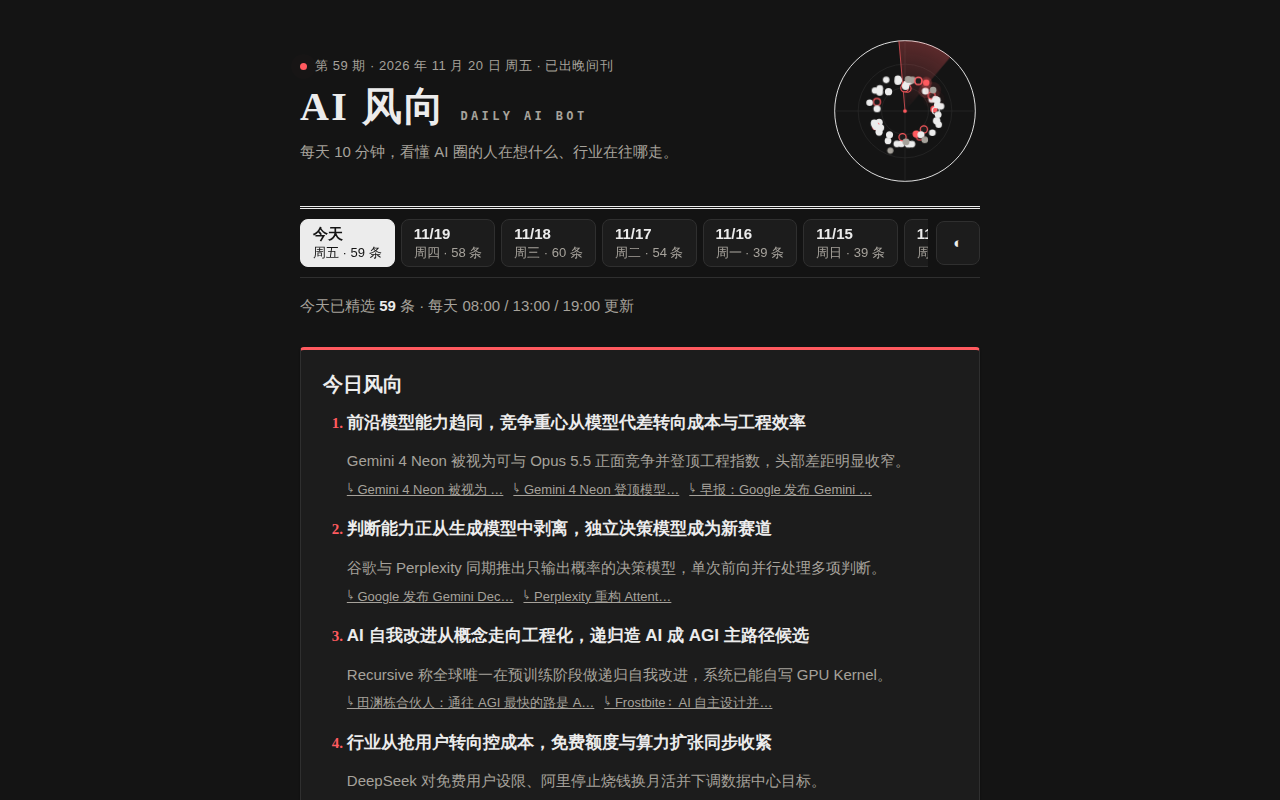 第 59 期 · 2026 年 11 月 20 日 周五 · 已出晚间刊
AI 风向 DAILY AI BOT
每天 10 分钟，看懂 AI 圈的人在想什么、行业在往哪走。
今天 11/19 11/18 11/17 11/16 11/15 11
周五 · 59 条 周四 · 58 条 周三 · 60 条 周二 · 54 条 周一 · 39 条 周日 · 39 条 周
今天已精选 59 条 · 每天 08:00 / 13:00 / 19:00 更新
今日风向
1. 前沿模型能力趋同，竞争重心从模型代差转向成本与工程效率
Gemini 4 Neon 被视为可与 Opus 5.5 正面竞争并登顶工程指数，头部差距明显收窄。
↳ Gemini 4 Neon 被视为 … ↳ Gemini 4 Neon 登顶模型… ↳ 早报：Google 发布 Gemini …
2. 判断能力正从生成模型中剥离，独立决策模型成为新赛道
谷歌与 Perplexity 同期推出只输出概率的决策模型，单次前向并行处理多项判断。
↳ Google 发布 Gemini Dec… ↳ Perplexity 重构 Attent…
3. AI 自我改进从概念走向工程化，递归造 AI 成 AGI 主路径候选
Recursive 称全球唯一在预训练阶段做递归自我改进，系统已能自写 GPU Kernel。
↳ 田渊栋合伙人：通往 AGI 最快的路是 A… ↳ Frostbite：AI 自主设计并…
4. 行业从抢用户转向控成本，免费额度与算力扩张同步收紧
DeepSeek 对免费用户设限、阿里停止烧钱换月活并下调数据中心目标。